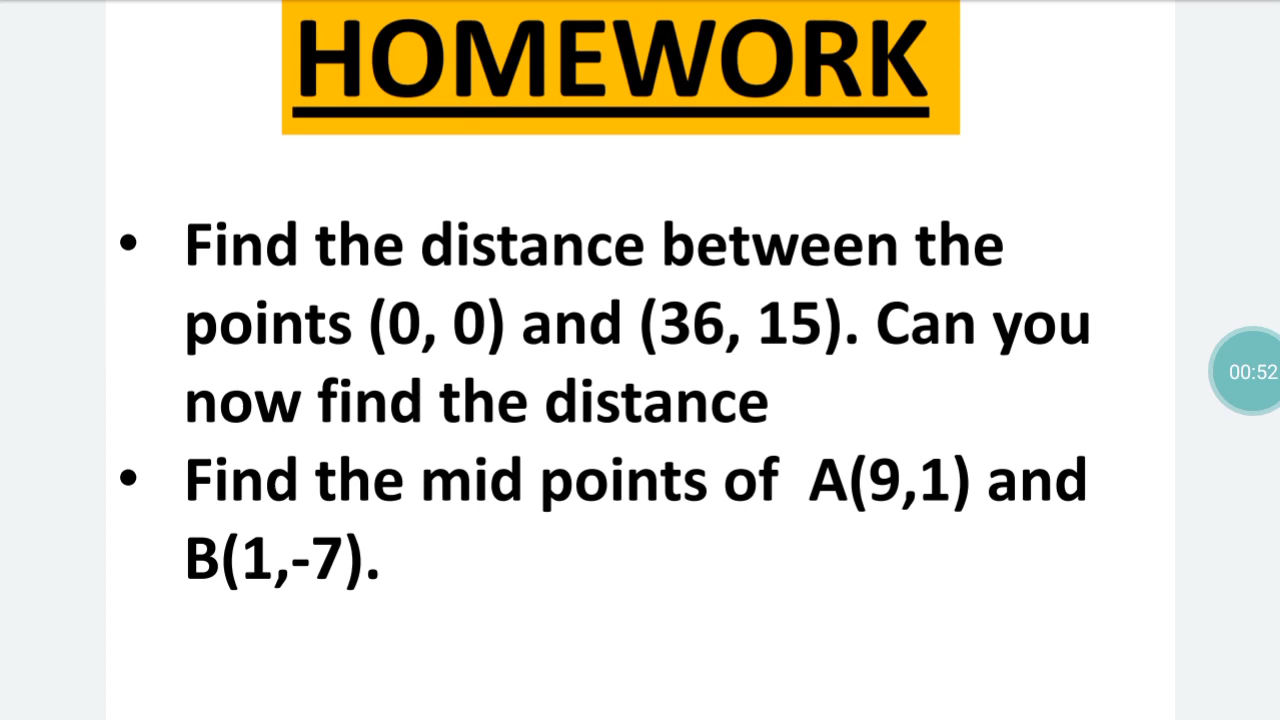 HOMEWORK
• Find the distance between the
points (0, 0) and (36, 15). Can you
now find the distance
• Find the mid points of A(9,1) and
B(1,-7).
00:52